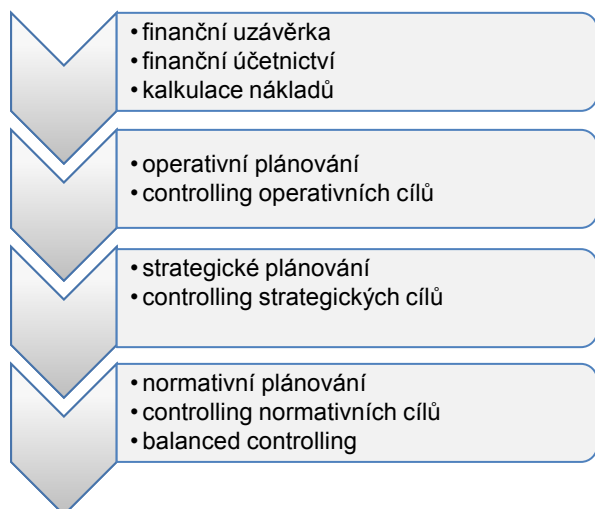 • finanční uzávěrka
• finanční účetnictví
• kalkulace nákladů
• operativní plánování
• controlling operativních cílů
• strategické plánování
• controlling strategických cílů
• normativní plánování
• controlling normativních cílů
• balanced controlling